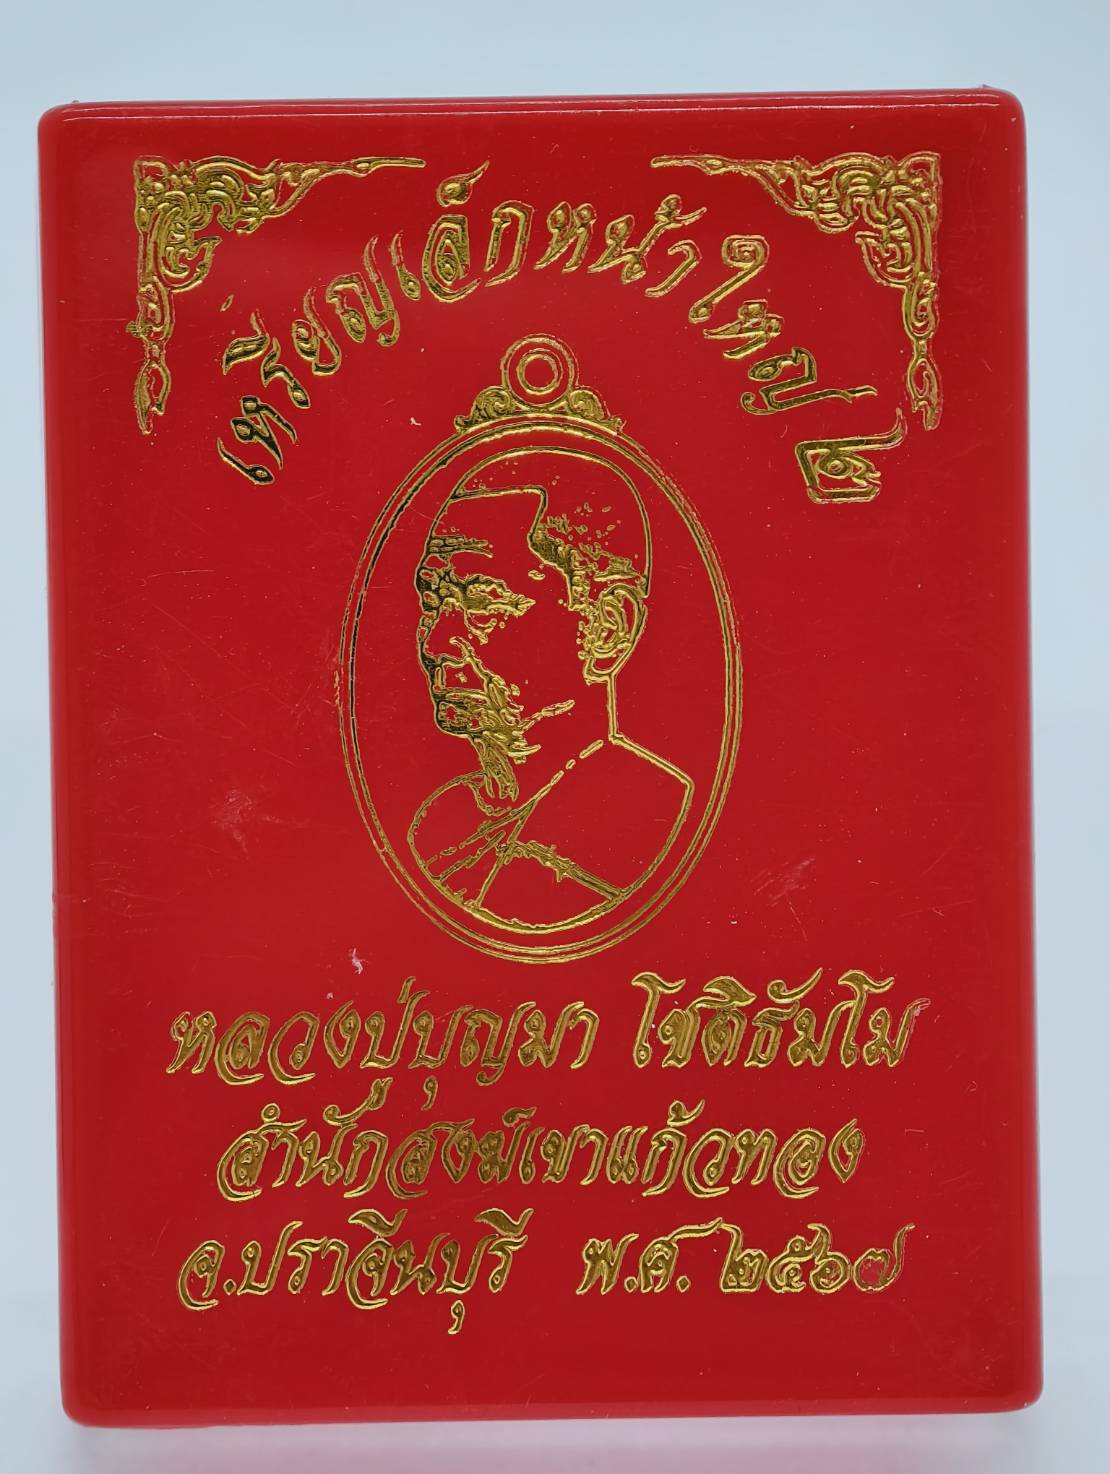 เหรียญเจ้กหน้าใหญ่ ๒
หลวงปู่บุญมา โชติธัมโม
สำนักสงฆ์เขาแก้วทอง
จ.ปราจีนบุรี พ.ศ. ๒๕๖๗